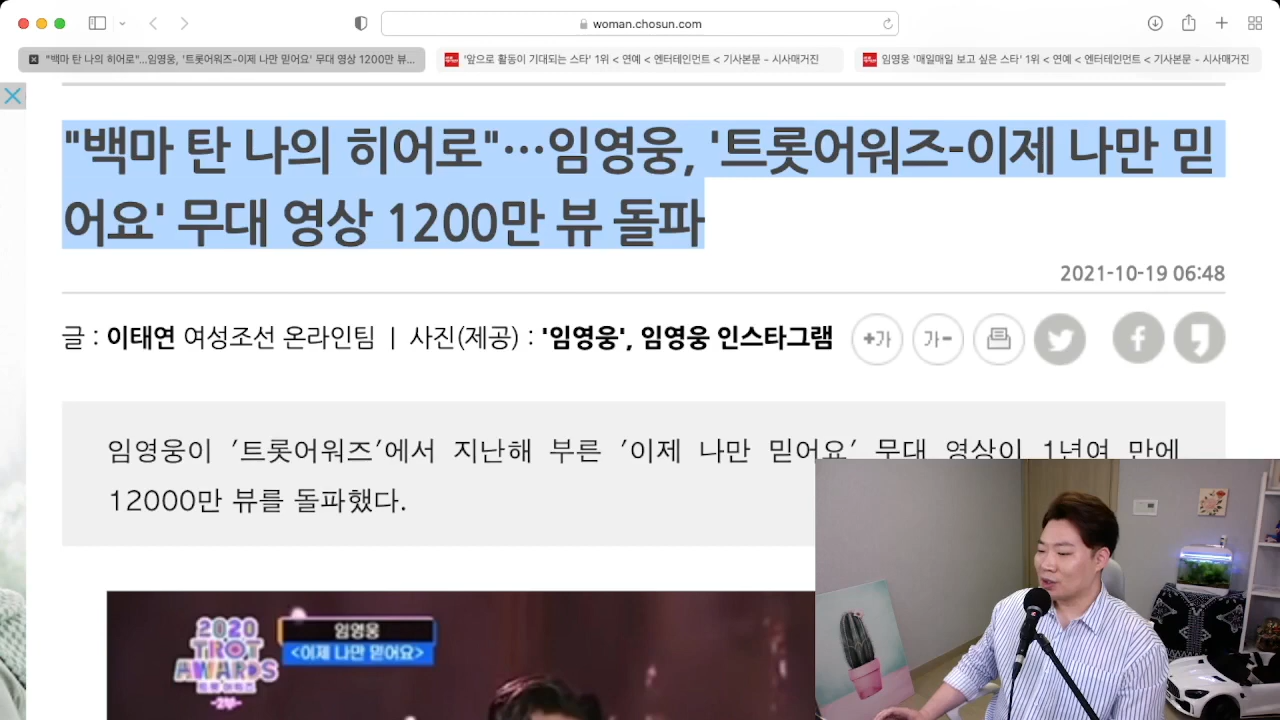 woman.chosun.com
"백마 탄 나의 히어로"...임영웅, '트롯어워즈-이제 나만 믿어요' 무대 영상 1200만 뷰...
'앞으로 활동이 기대되는 스타' 1위 < 연예 < 엔터테인먼트 < 기사본문 - 시사매거진
임영웅 '매일매일 보고 싶은 스타' 1위 < 연예 < 엔터테인먼트 < 기사본문 - 시사매거진
"백마 탄 나의 히어로"…임영웅, '트롯어워즈-이제 나만 믿
어요' 무대 영상 1200만 뷰 돌파
2021-10-19 06:48
글 : 이태연 여성조선 온라인팀 | 사진(제공) : '임영웅', 임영웅 인스타그램
+가
가-
임영웅이 '트롯어워즈'에서 지난해 부른 '이제 나만 믿어요' 무대 영상이 1년여 만에
12000만 뷰를 돌파했다.
2020
TROT
AWARDS
트롯 어워즈
-2부-
임영웅
<이제 나만 믿어요>